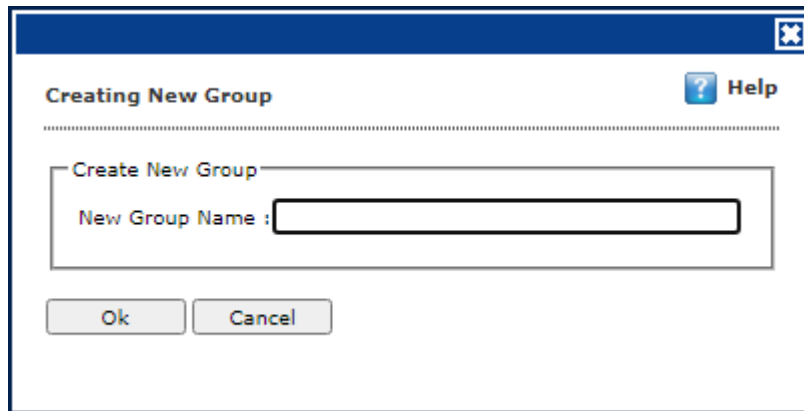 Creating New Group
Help
Create New Group
New Group Name :
Ok
Cancel